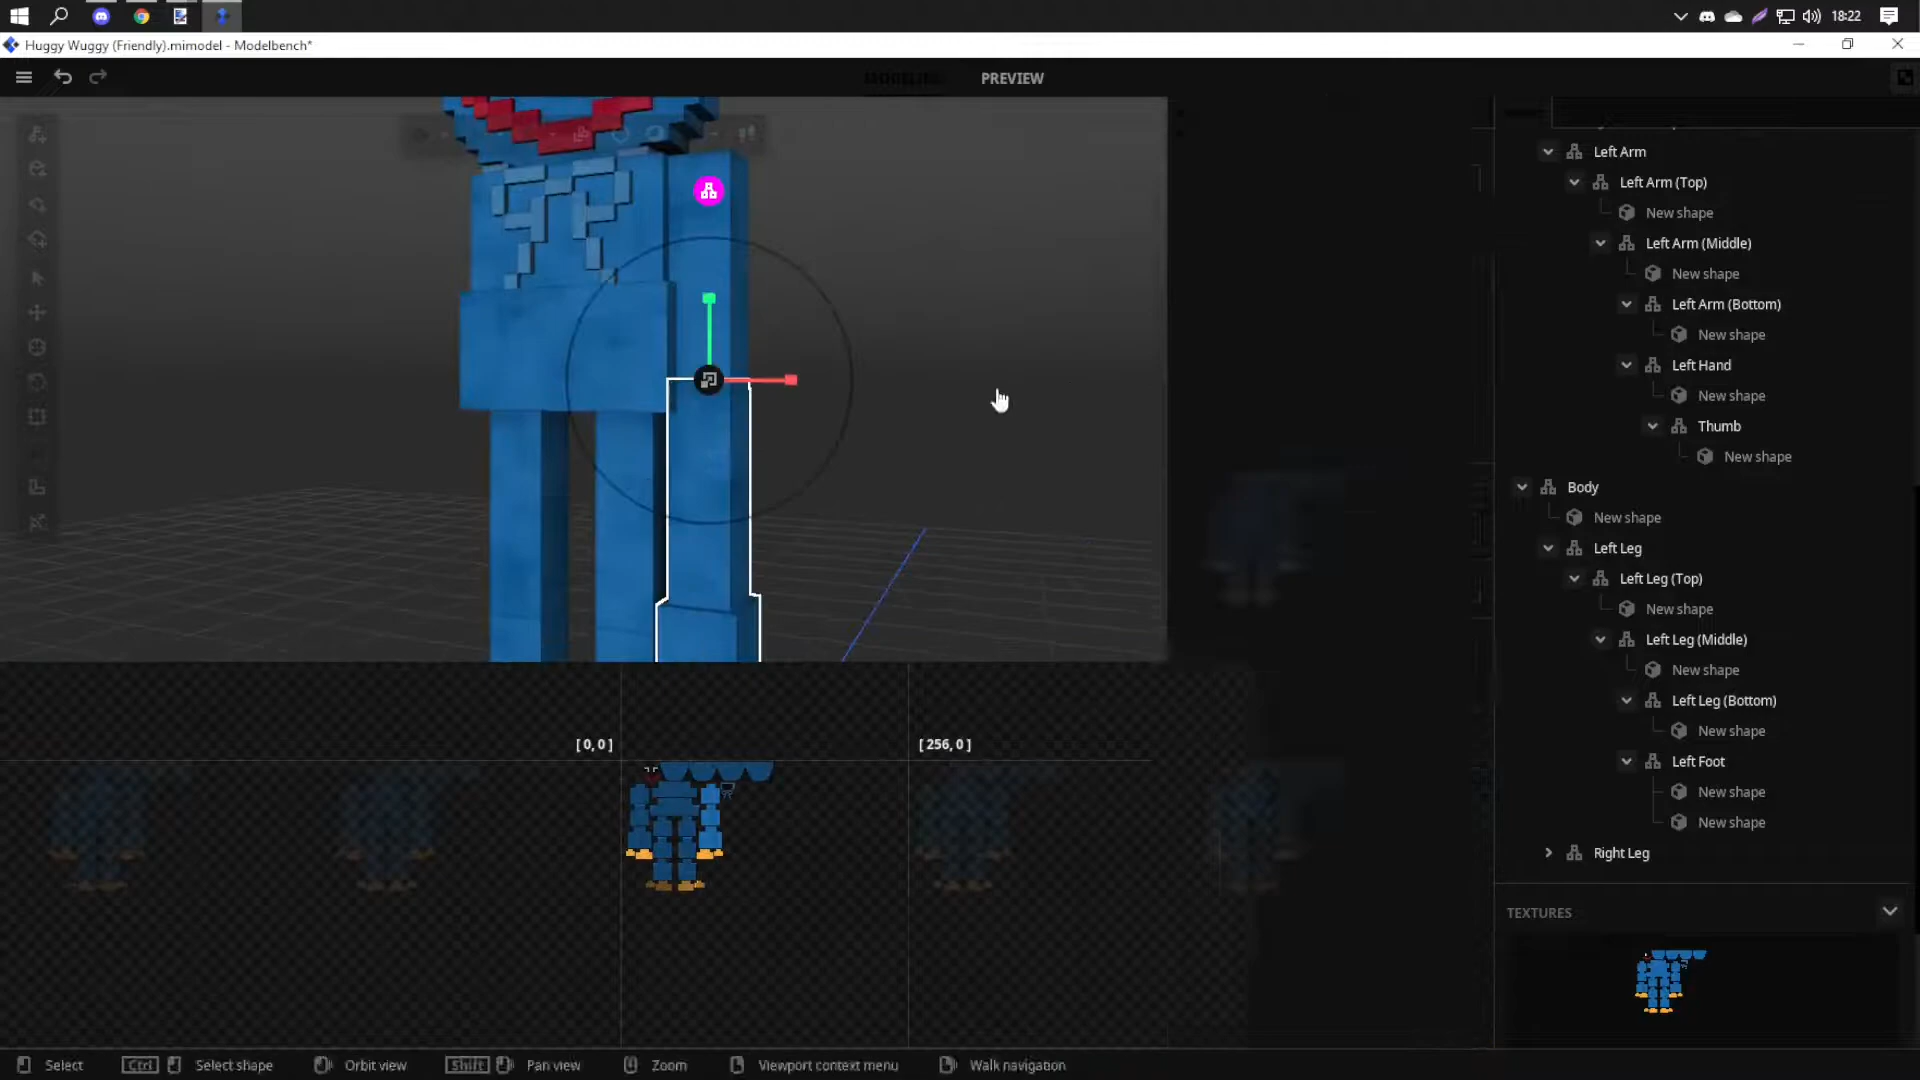 18:22
Huggy Wuggy (Friendly).mimodel - Modelbench*
PREVIEW
Left Arm
Left Arm (Top)
New shape
Left Arm (Middle)
New shape
Left Arm (Bottom)
New shape
Left Hand
New shape
Thumb
New shape
Body
New shape
Left Leg
Left Leg (Top)
New shape
Left Leg (Middle)
New shape
Left Leg (Bottom)
New shape
Left Foot
New shape
New shape
Right Leg
[ 0, 0 ]
[ 256, 0 ]
TEXTURES
Select
Ctrl Select shape
Orbit view
Shift Pan view
Zoom
Viewport context menu
Walk navigation